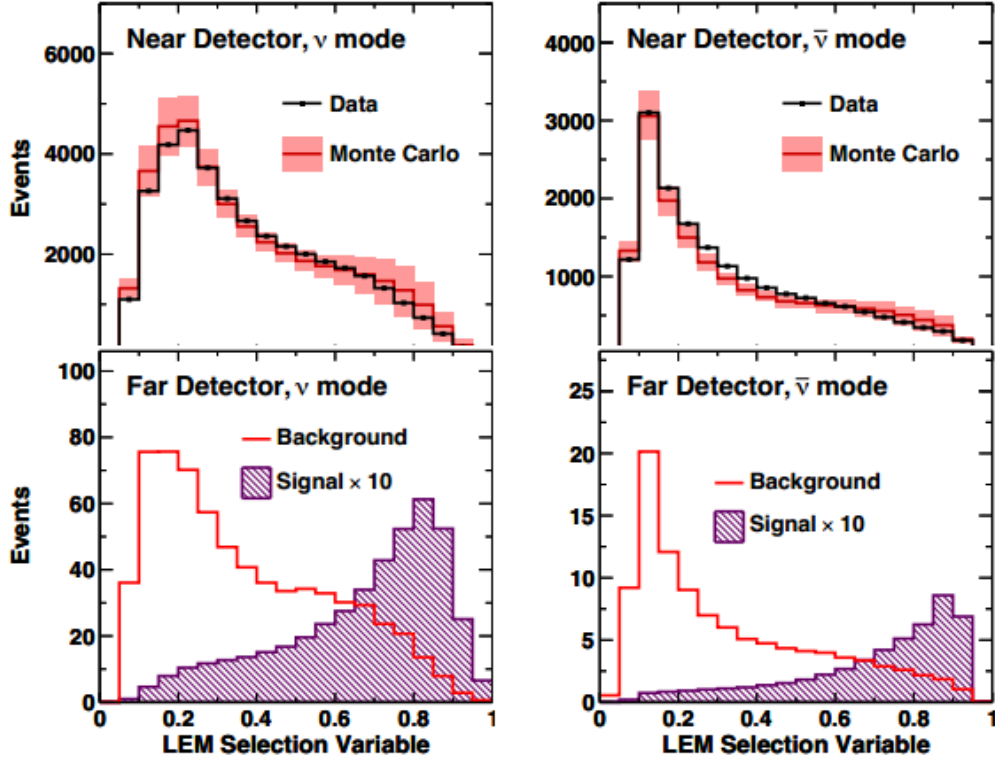 Near Detector, ν mode
Data
Monte Carlo
Events
6000
4000
2000
Near Detector, ν̄ mode
Data
Monte Carlo
4000
3000
2000
1000
Far Detector, ν mode
Background
Signal × 10
Events
100
80
60
40
20
0
0 0.2 0.4 0.6 0.8 1
LEM Selection Variable
Far Detector, ν̄ mode
Background
Signal × 10
25
20
15
10
5
0
0 0.2 0.4 0.6 0.8 1
LEM Selection Variable